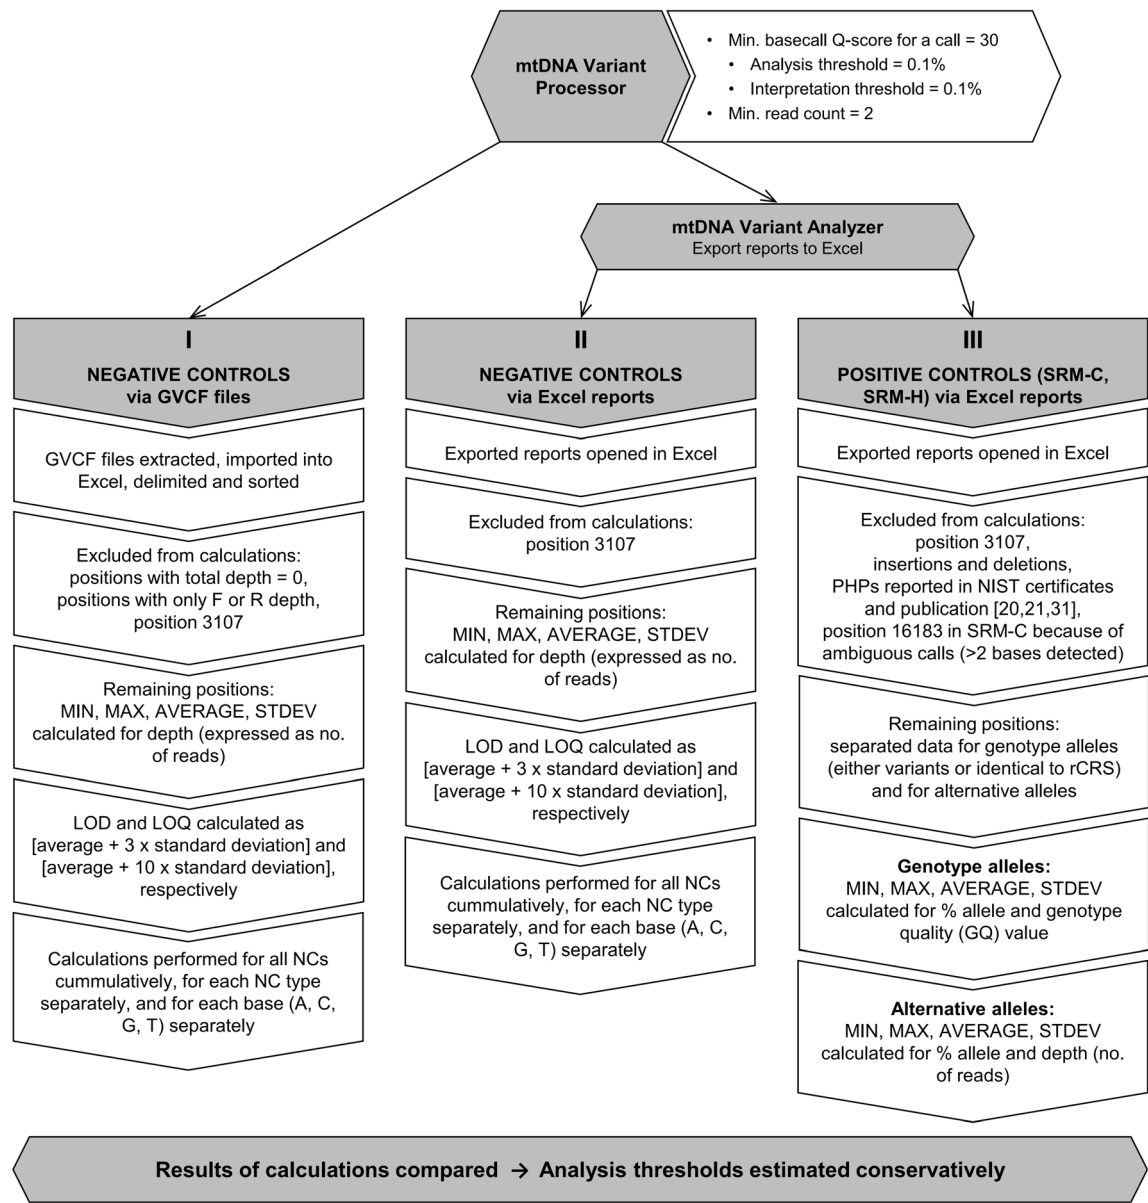 mtDNA Variant
Processor
• Min. basecall Q-score for a call = 30
• Analysis threshold = 0.1%
• Interpretation threshold = 0.1%
• Min. read count = 2
mtDNA Variant Analyzer
Export reports to Excel
I
NEGATIVE CONTROLS
via GVCF files
GVCF files extracted, imported into
Excel, delimited and sorted
Excluded from calculations:
positions with total depth = 0,
positions with only F or R depth,
position 3107
Remaining positions:
MIN, MAX, AVERAGE, STDEV
calculated for depth (expressed as no.
of reads)
LOD and LOQ calculated as
[average + 3 x standard deviation] and
[average + 10 x standard deviation],
respectively
Calculations performed for all NCs
cummulatively, for each NC type
separately, and for each base (A, C,
G, T) separately
II
NEGATIVE CONTROLS
via Excel reports
Exported reports opened in Excel
Excluded from calculations:
position 3107
Remaining positions:
MIN, MAX, AVERAGE, STDEV
calculated for depth (expressed as no.
of reads)
LOD and LOQ calculated as
[average + 3 x standard deviation] and
[average + 10 x standard deviation],
respectively
Calculations performed for all NCs
cummulatively, for each NC type
separately, and for each base (A, C,
G, T) separately
III
POSITIVE CONTROLS (SRM-C,
SRM-H) via Excel reports
Exported reports opened in Excel
Excluded from calculations:
position 3107,
insertions and deletions,
PHPs reported in NIST certificates
and publication [20,21,31],
position 16183 in SRM-C because of
ambiguous calls (>2 bases detected)
Remaining positions:
separated data for genotype alleles
(either variants or identical to rCRS)
and for alternative alleles
Genotype alleles:
MIN, MAX, AVERAGE, STDEV
calculated for % allele and genotype
quality (GQ) value
Alternative alleles:
MIN, MAX, AVERAGE, STDEV
calculated for % allele and depth (no.
of reads)
Results of calculations compared → Analysis thresholds estimated conservatively